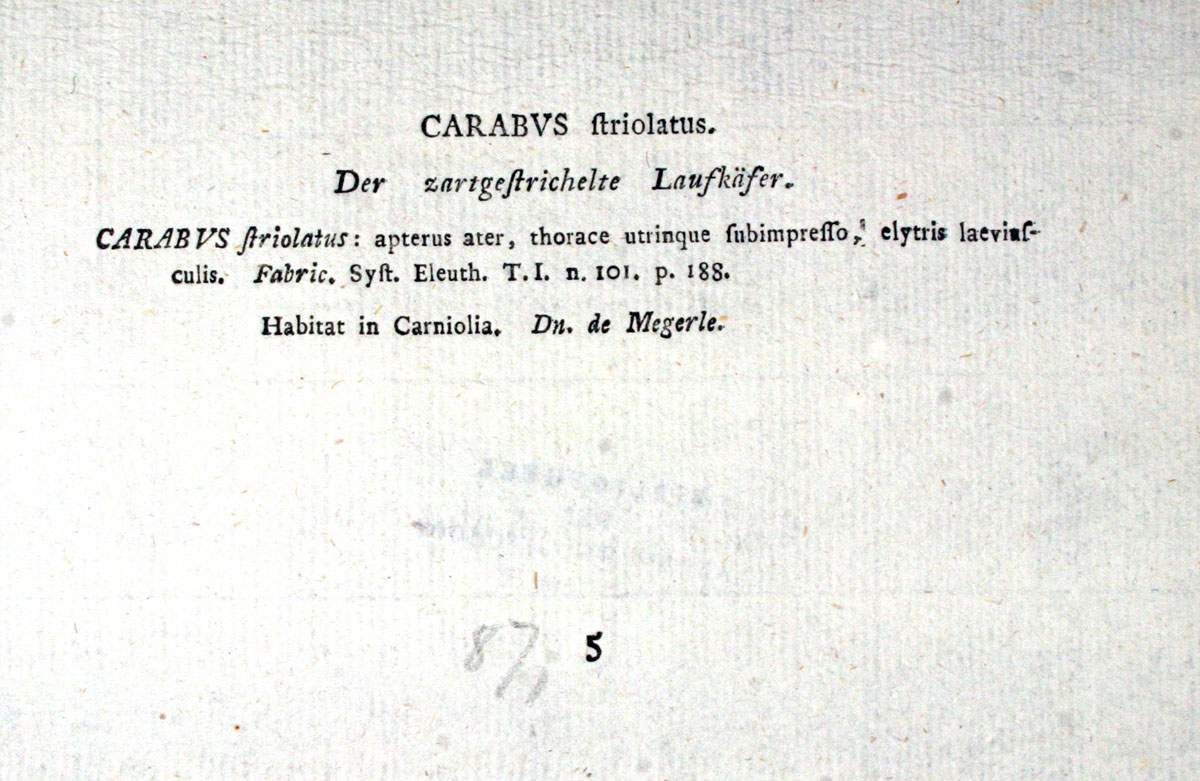 CARABVS ſtriolatus.
Der zartgeſtrichelte Laufkäfer.
CARABVS ſtriolatus: apterus ater, thorace utrinque ſubimpreſſo, elytris laeviuſ-
culis. Fabric. Syſt. Eleuth. T. I. n. 101. p. 188.
Habitat in Carniolia. Dn. de Megerle.
5